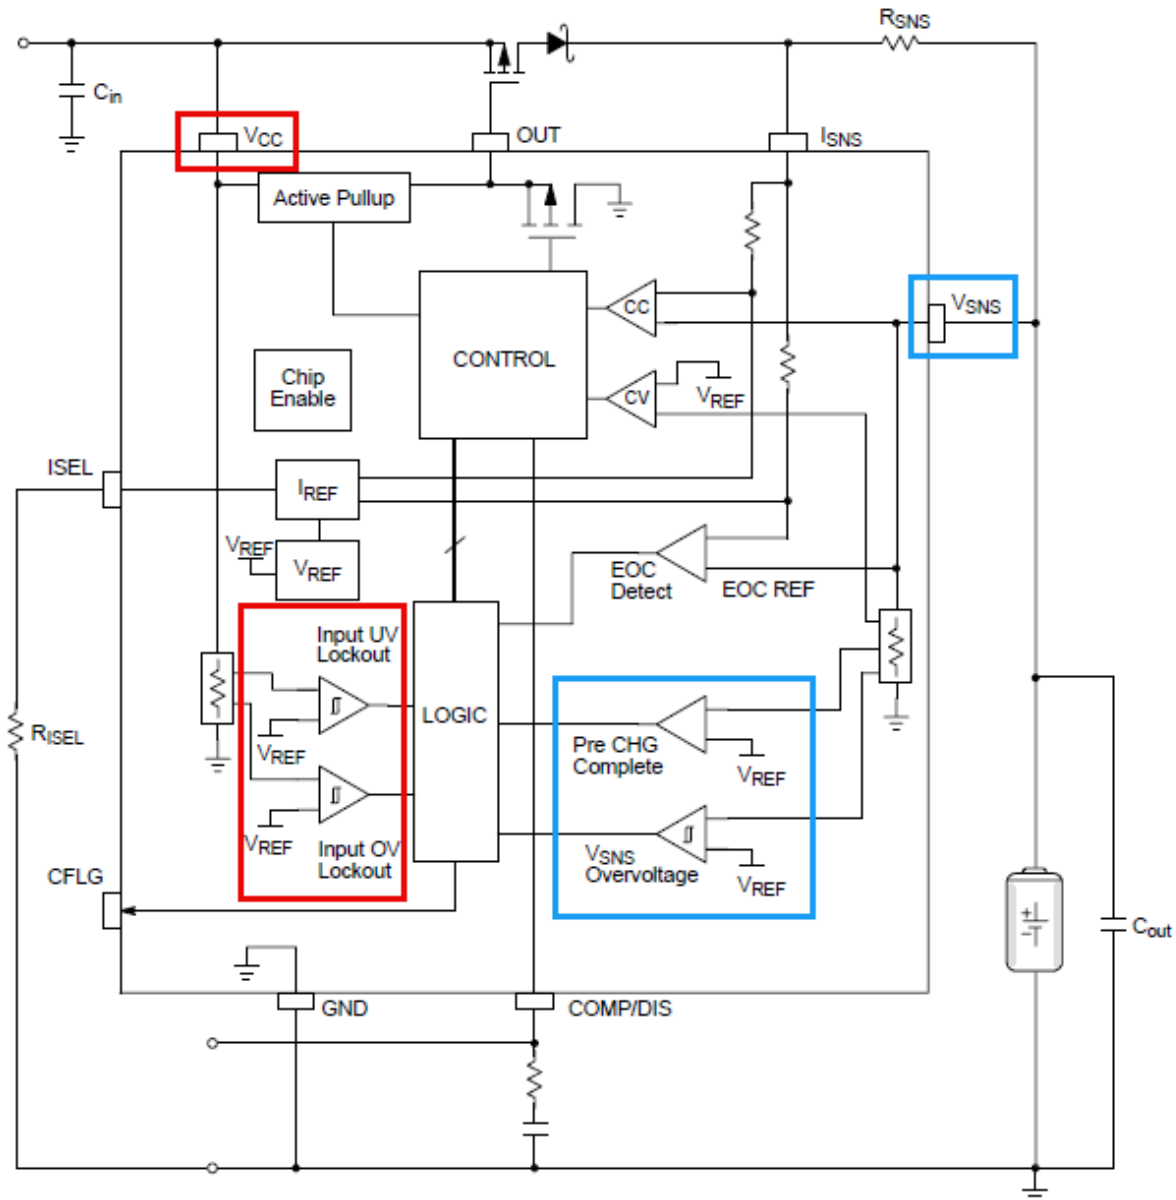 RSNS
Cin
VCC
OUT
ISNS
Active Pullup
CC
VSNS
CONTROL
Chip
Enable
CV
VREF
ISEL
IREF
VREF
VREF
EOC
Detect
EOC REF
Input UV
Lockout
LOGIC
RISEL
VREF
Pre CHG
Complete
VREF
VREF
Input OV
Lockout
VSNS
Overvoltage
VREF
CFLG
+
−
Cout
GND
COMP/DIS